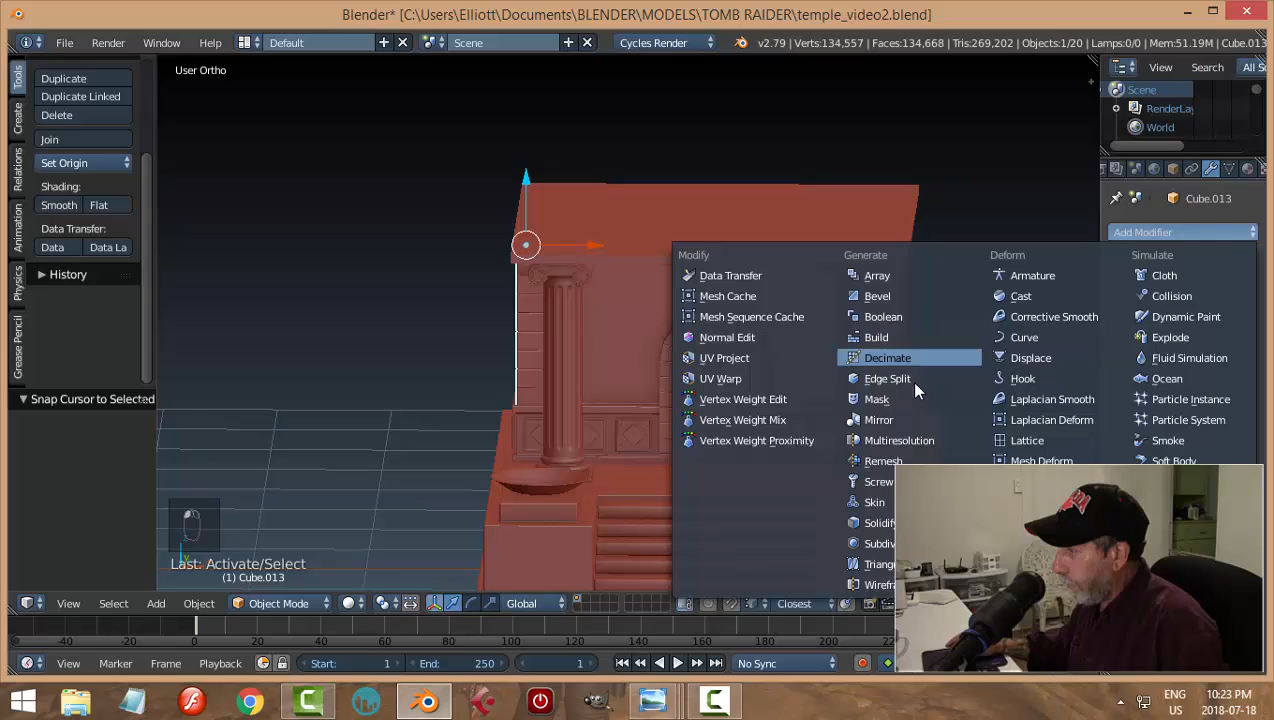 Blender* [C:\Users\Elliott\Documents\BLENDER\MODELS\TOMB RAIDER\temple_video2.blend]
File Render Window Help Default Scene Cycles Render v2.79 | Verts:134,557 | Faces:134,668 | Tris:269,202 | Objects:1/20 | Lamps:0/0 | Mem:51.19M | Cube.013
Tools
Create
Relations
Animation
Physics
Grease Pencil
Duplicate
Duplicate Linked
Delete
Join
Set Origin
Shading:
Smooth Flat
Data Transfer:
Data Data La
History
Snap Cursor to Selected
User Ortho
View Search All S
Scene
RenderLay
World
Cube.013
Add Modifier
Modify
Data Transfer
Mesh Cache
Mesh Sequence Cache
Normal Edit
UV Project
UV Warp
Vertex Weight Edit
Vertex Weight Mix
Vertex Weight Proximity
Generate
Array
Bevel
Boolean
Build
Decimate
Edge Split
Mask
Mirror
Multiresolution
Remesh
Screw
Skin
Solidify
Subdiv
Triang
Wirefra
Deform
Armature
Cast
Corrective Smooth
Curve
Displace
Hook
Laplacian Smooth
Laplacian Deform
Lattice
Mesh Deform
Simulate
Cloth
Collision
Dynamic Paint
Explode
Fluid Simulation
Ocean
Particle Instance
Particle System
Smoke
Soft Body
Last: Activate/Select
(1) Cube.013
View Select Add Object Object Mode Global Closest
-40 -20 0 20 40 60 80 100 120 140 160 180 200 220
View Marker Frame Playback Start: 1 End: 250 1 No Sync
ENG
US
10:23 PM
2018-07-18